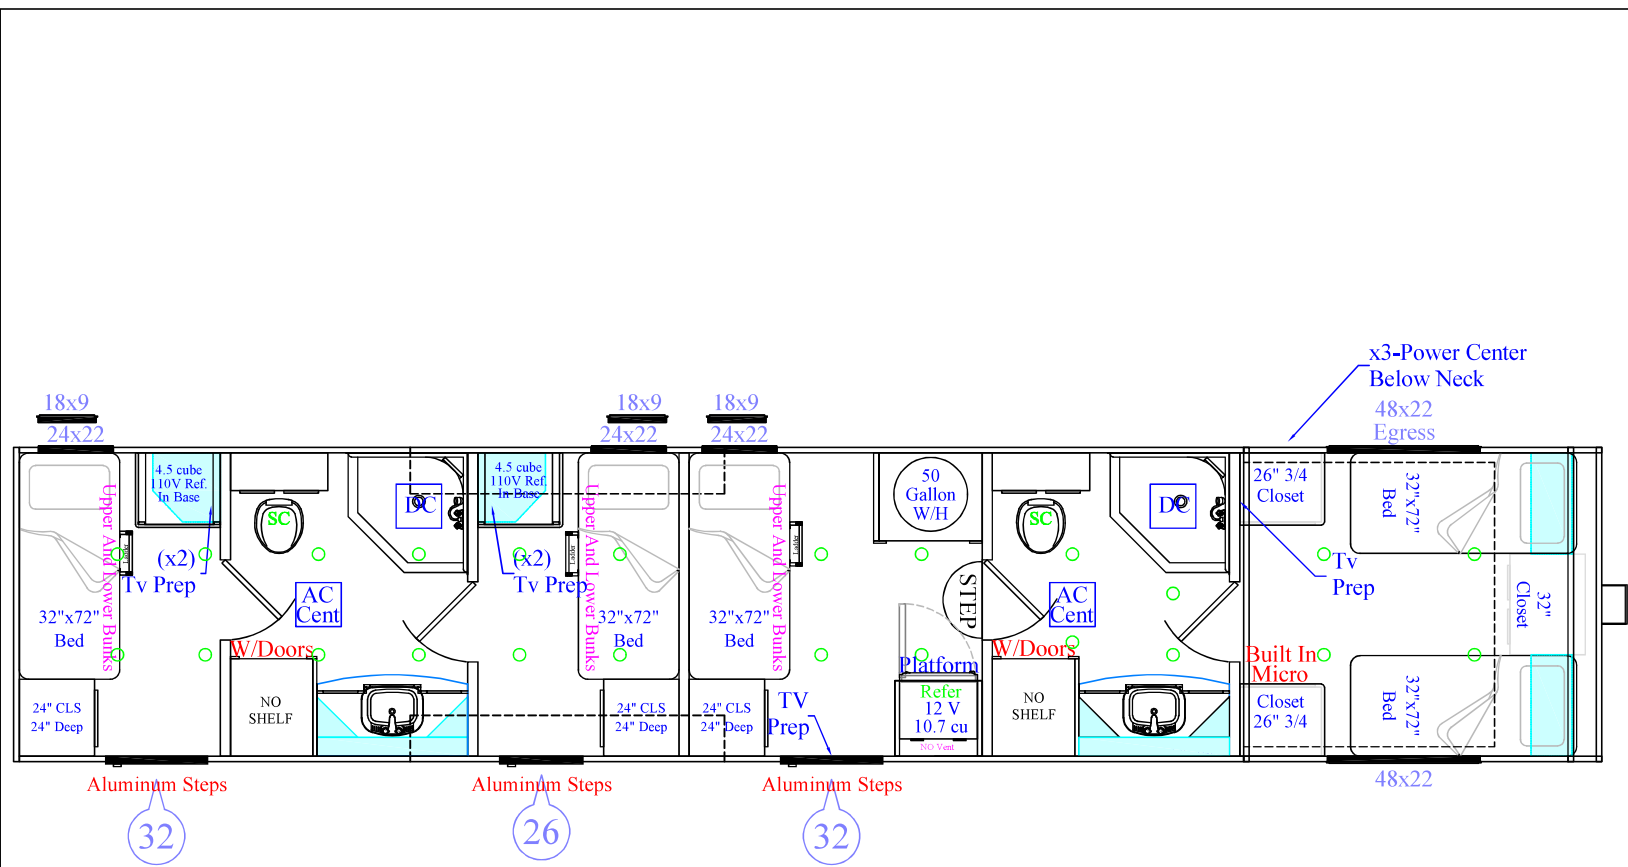 x3-Power Center
Below Neck
18x9
24x22
18x9
24x22
18x9
24x22
48x22
Egress
Upper And Lower Bunks
Ladder
32"x72"
Bed
24" CLS
24" Deep
4.5 cube
110V Ref.
In Base
(x2)
Tv Prep
SC
AC
Cent
W/Doors
NO
SHELF
DC
4.5 cube
110V Ref.
In Base
(x2)
Tv Prep
Ladder
Upper And Lower Bunks
32"x72"
Bed
24" CLS
24" Deep
Upper And Lower Bunks
Ladder
32"x72"
Bed
24" CLS
24" Deep
TV
Prep
50
Gallon
W/H
STEP
Platform
Refer
12 V
10.7 cu
NO Vent
SC
AC
Cent
W/Doors
NO
SHELF
DC
26" 3/4
Closet
Tv
Prep
Built In
Micro
Closet
26" 3/4
32"x72"
Bed
32"
Closet
32"x72"
Bed
Aluminum Steps
32
Aluminum Steps
26
Aluminum Steps
32
48x22